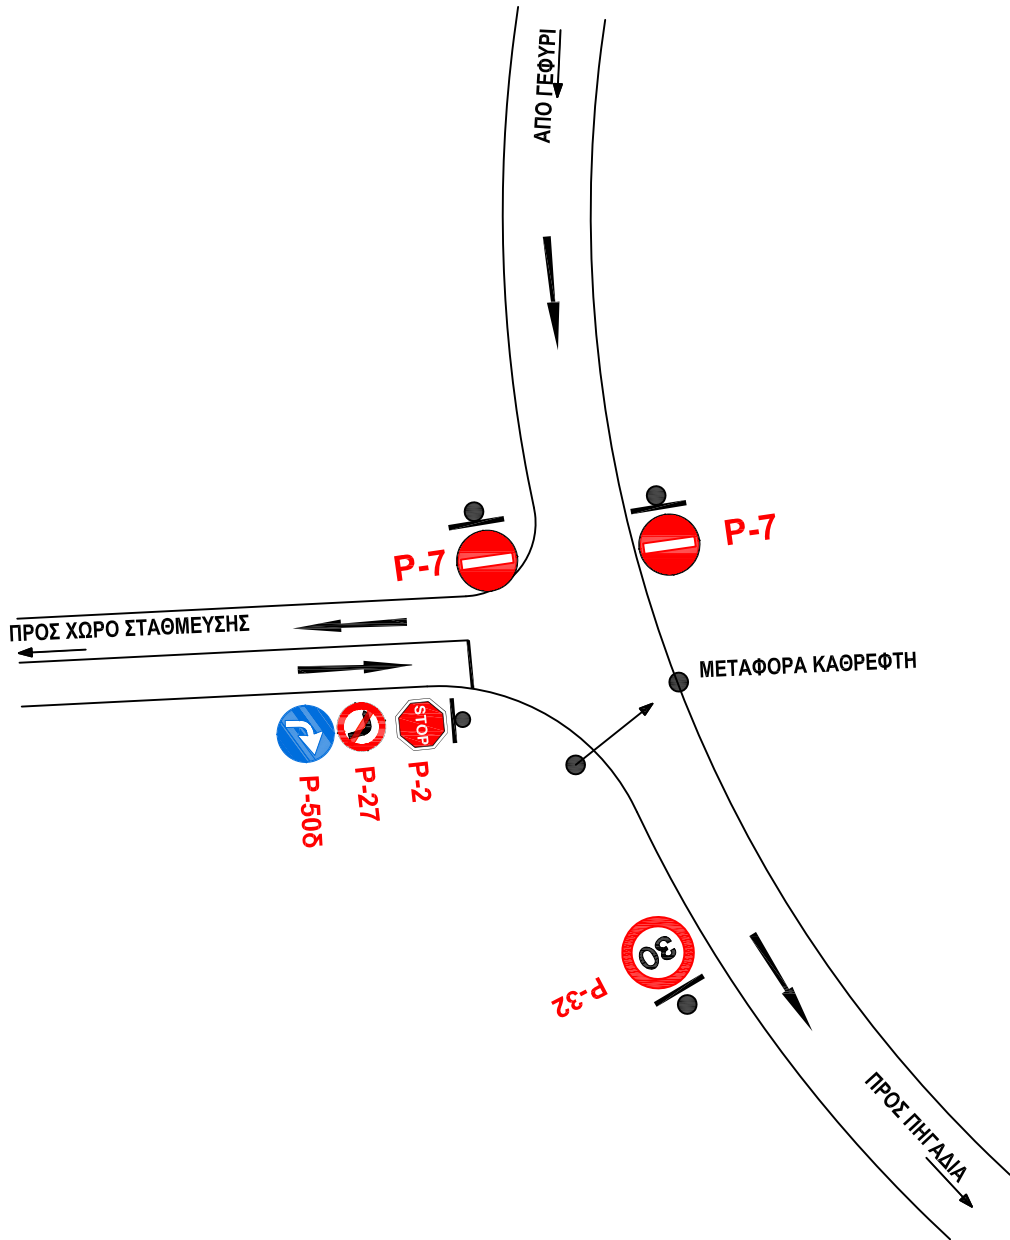 ΑΠΟ ΓΕΦΥΡΙ
P-7
P-7
ΠΡΟΣ ΧΩΡΟ ΣΤΑΘΜΕΥΣΗΣ
ΜΕΤΑΦΟΡΑ ΚΑΘΡΕΦΤΗ
STOP
P-50δ
P-27
P-2
30
P-32
ΠΡΟΣ ΠΗΓΑΔΙΑ